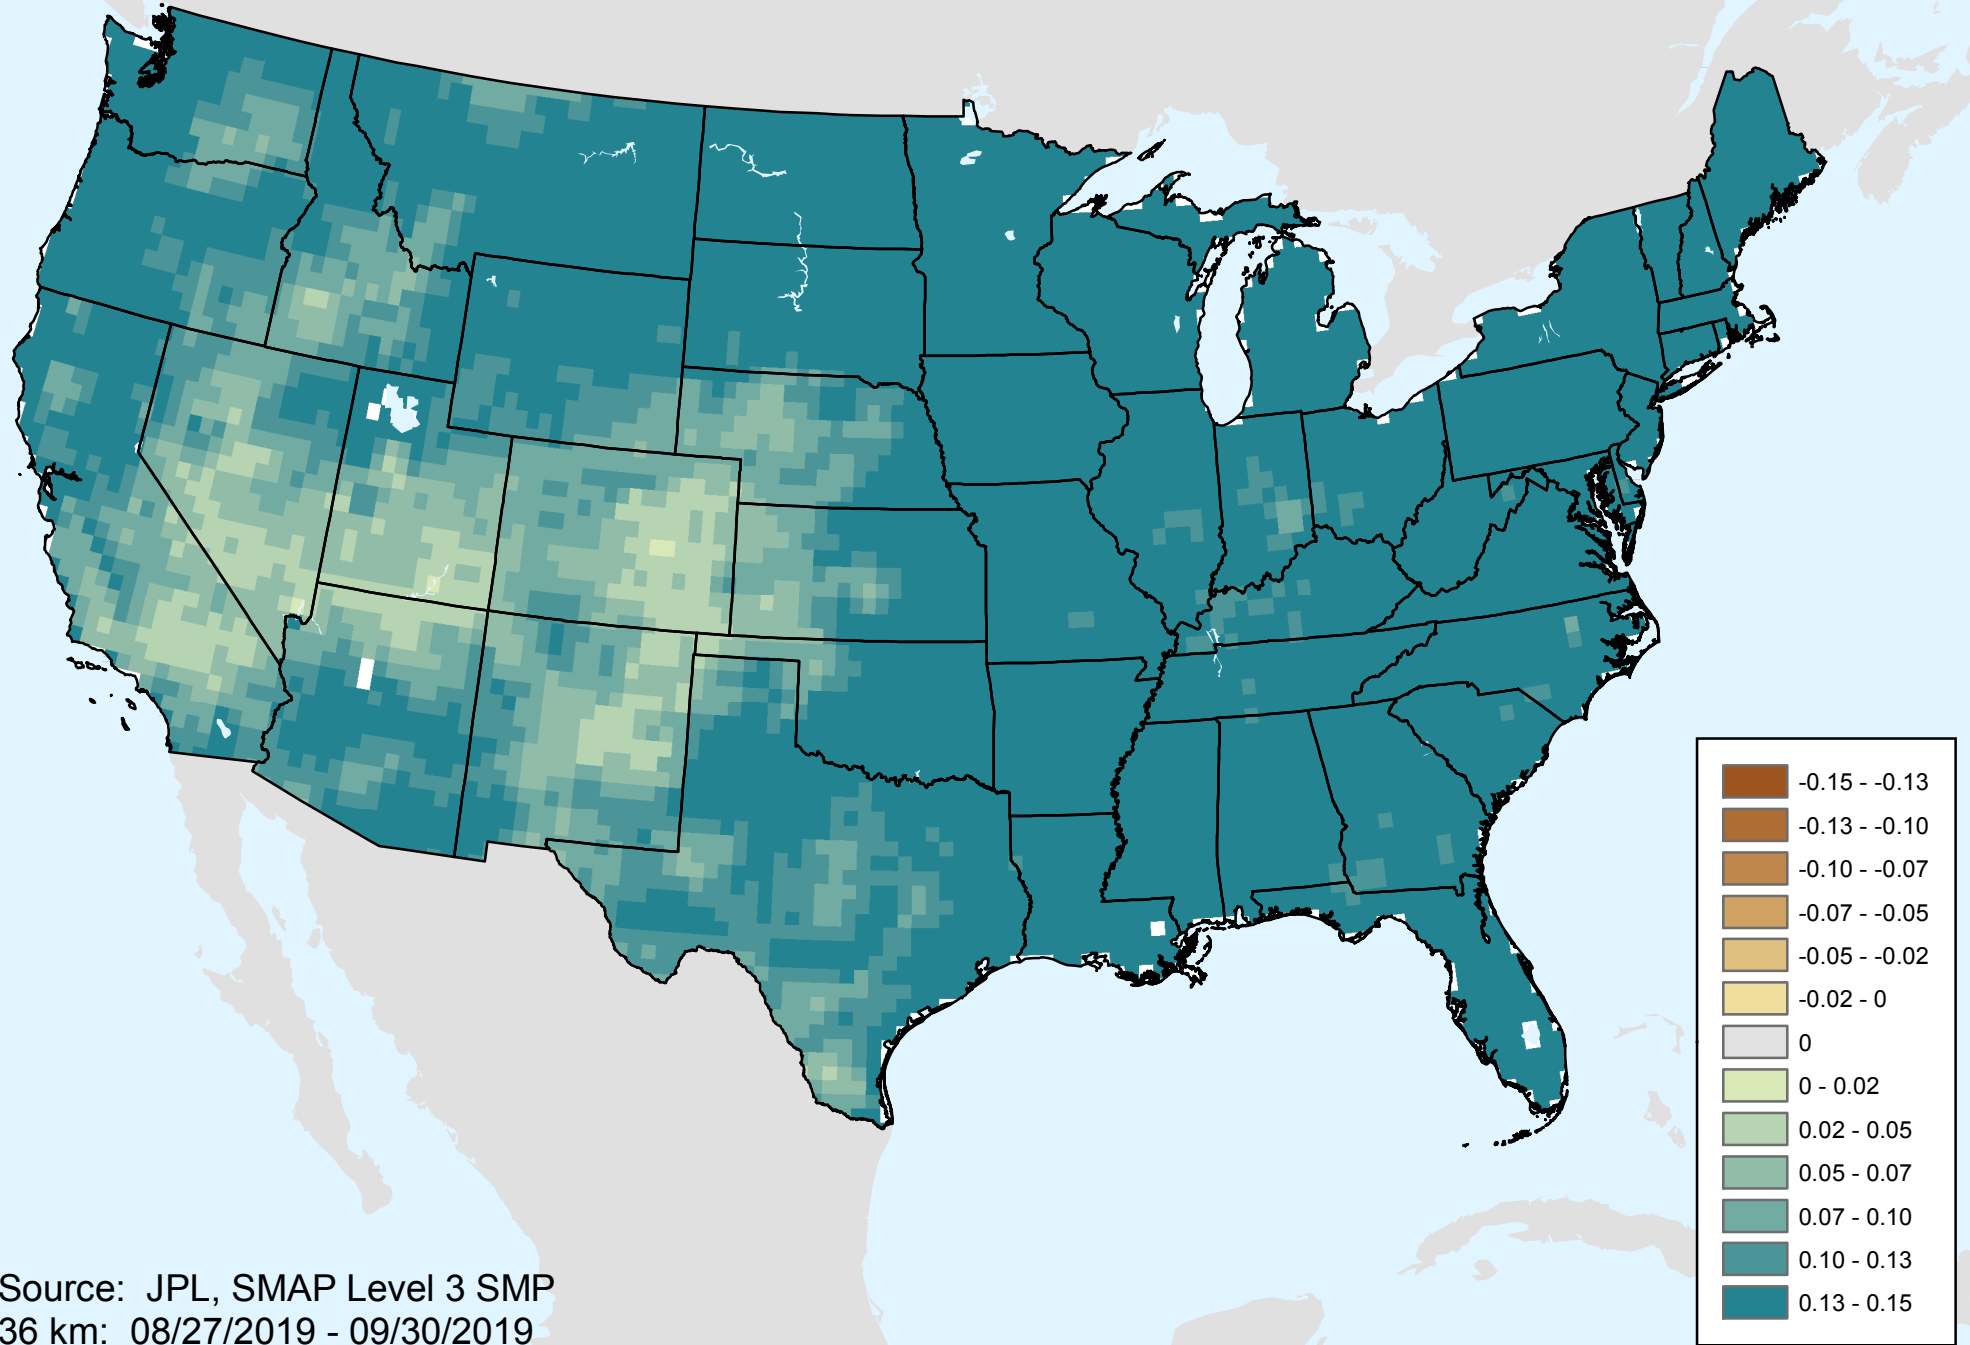 -0.15 - -0.13
-0.13 - -0.10
-0.10 - -0.07
-0.07 - -0.05
-0.05 - -0.02
-0.02 - 0
0
0 - 0.02
0.02 - 0.05
0.05 - 0.07
0.07 - 0.10
0.10 - 0.13
0.13 - 0.15
Source: JPL, SMAP Level 3 SMP
36 km: 08/27/2019 - 09/30/2019